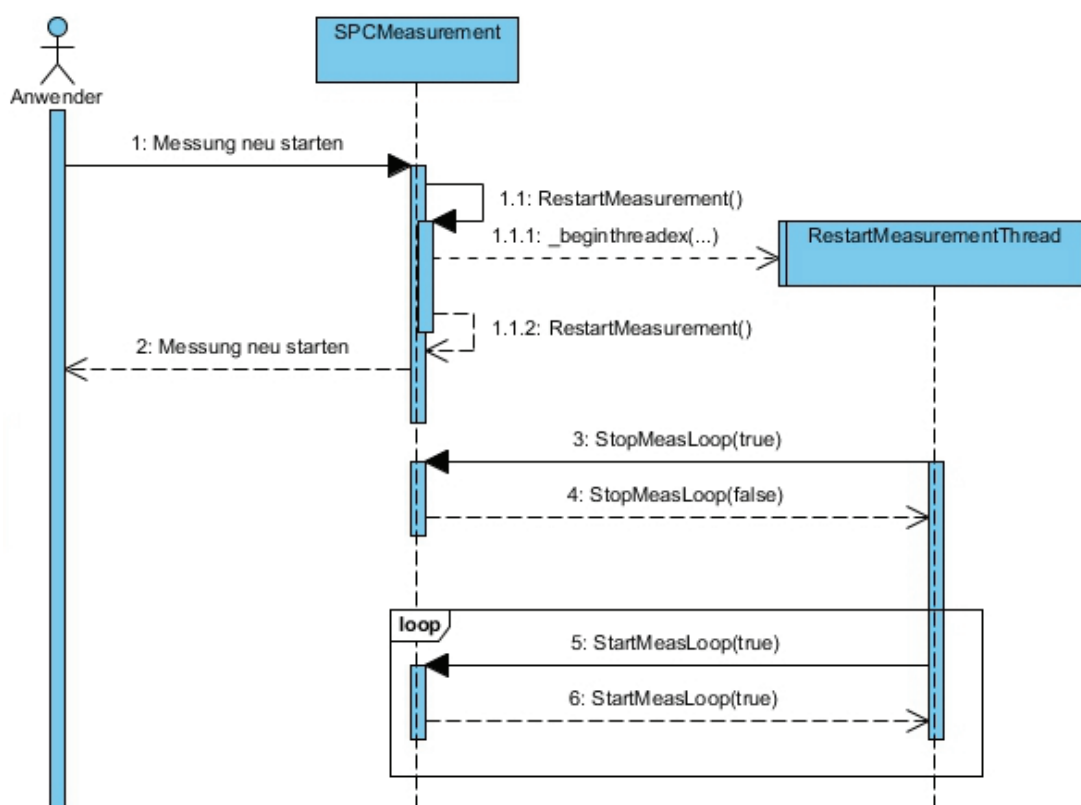 SPCMeasurement
Anwender
1: Messung neu starten
1.1: RestartMeasurement()
1.1.1: _beginthreadex(...)
RestartMeasurementThread
1.1.2: RestartMeasurement()
2: Messung neu starten
3: StopMeasLoop(true)
4: StopMeasLoop(false)
loop
5: StartMeasLoop(true)
6: StartMeasLoop(true)